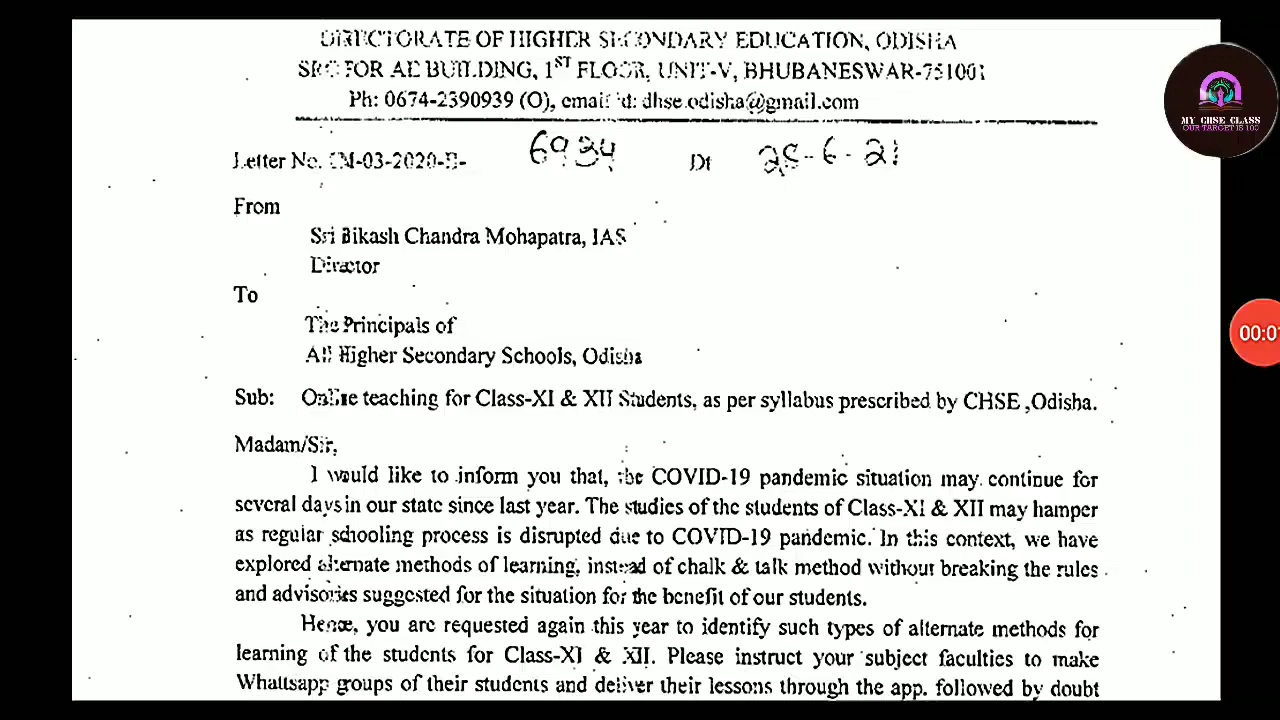 DIRECTORATE OF HIGHER SECONDARY EDUCATION, ODISHA
SRC FOR AE BUILDING, 1ST FLOOR, UNIT-V, BHUBANESWAR-751001
Ph: 0674-2390939 (O), email id: dhse.odisha@gmail.com
MY CHSE CLASS
OUR TARGET IS 100
Letter No. 6934 Dt 25-6-21
From
Sri Bikash Chandra Mohapatra, IAS
Director
To
The Principals of
All Higher Secondary Schools, Odisha
00:01
Sub: Online teaching for Class-XI & XII Students, as per syllabus prescribed by CHSE ,Odisha.
Madam/Sir,
I would like to inform you that, the COVID-19 pandemic situation may continue for
several days in our state since last year. The studies of the students of Class-XI & XII may hamper
as regular schooling process is disrupted due to COVID-19 pandemic. In this context, we have
explored alternate methods of learning, instead of chalk & talk method without breaking the rules
and advisories suggested for the situation for the benefit of our students.
Hence, you are requested again this year to identify such types of alternate methods for
learning of the students for Class-XI & XII. Please instruct your subject faculties to make
Whattsapp groups of their students and deliver their lessons through the app. followed by doubt